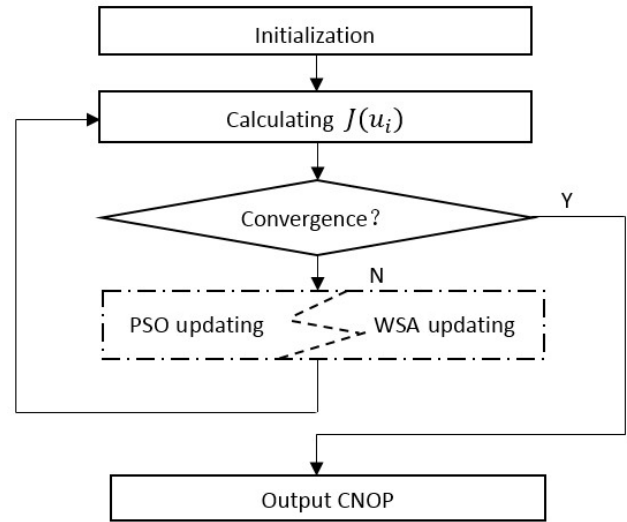 Initialization
Calculating J(u_i)
Convergence?
Y
N
PSO updating
WSA updating
Output CNOP